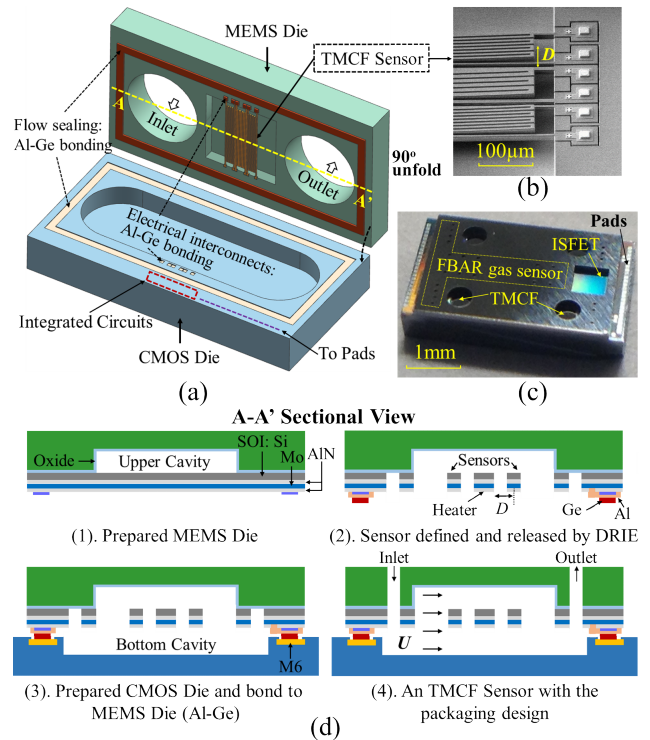 (a)
MEMS Die
TMCF Sensor
A
Inlet
Outlet
A'
Flow sealing:
Al-Ge bonding
90° unfold
Electrical interconnects:
Al-Ge bonding
Integrated Circuits
CMOS Die
To Pads
D
100μm
(b)
Pads
ISFET
FBAR gas sensor
TMCF
1mm
(c)
A-A' Sectional View
SOI: Si
Oxide
Upper Cavity
Mo
AlN
(1). Prepared MEMS Die
Sensors
Heater
D
Ge
Al
(2). Sensor defined and released by DRIE
Bottom Cavity
M6
(3). Prepared CMOS Die and bond to
MEMS Die (Al-Ge)
Inlet
Outlet
U
(4). An TMCF Sensor with the
packaging design
(d)